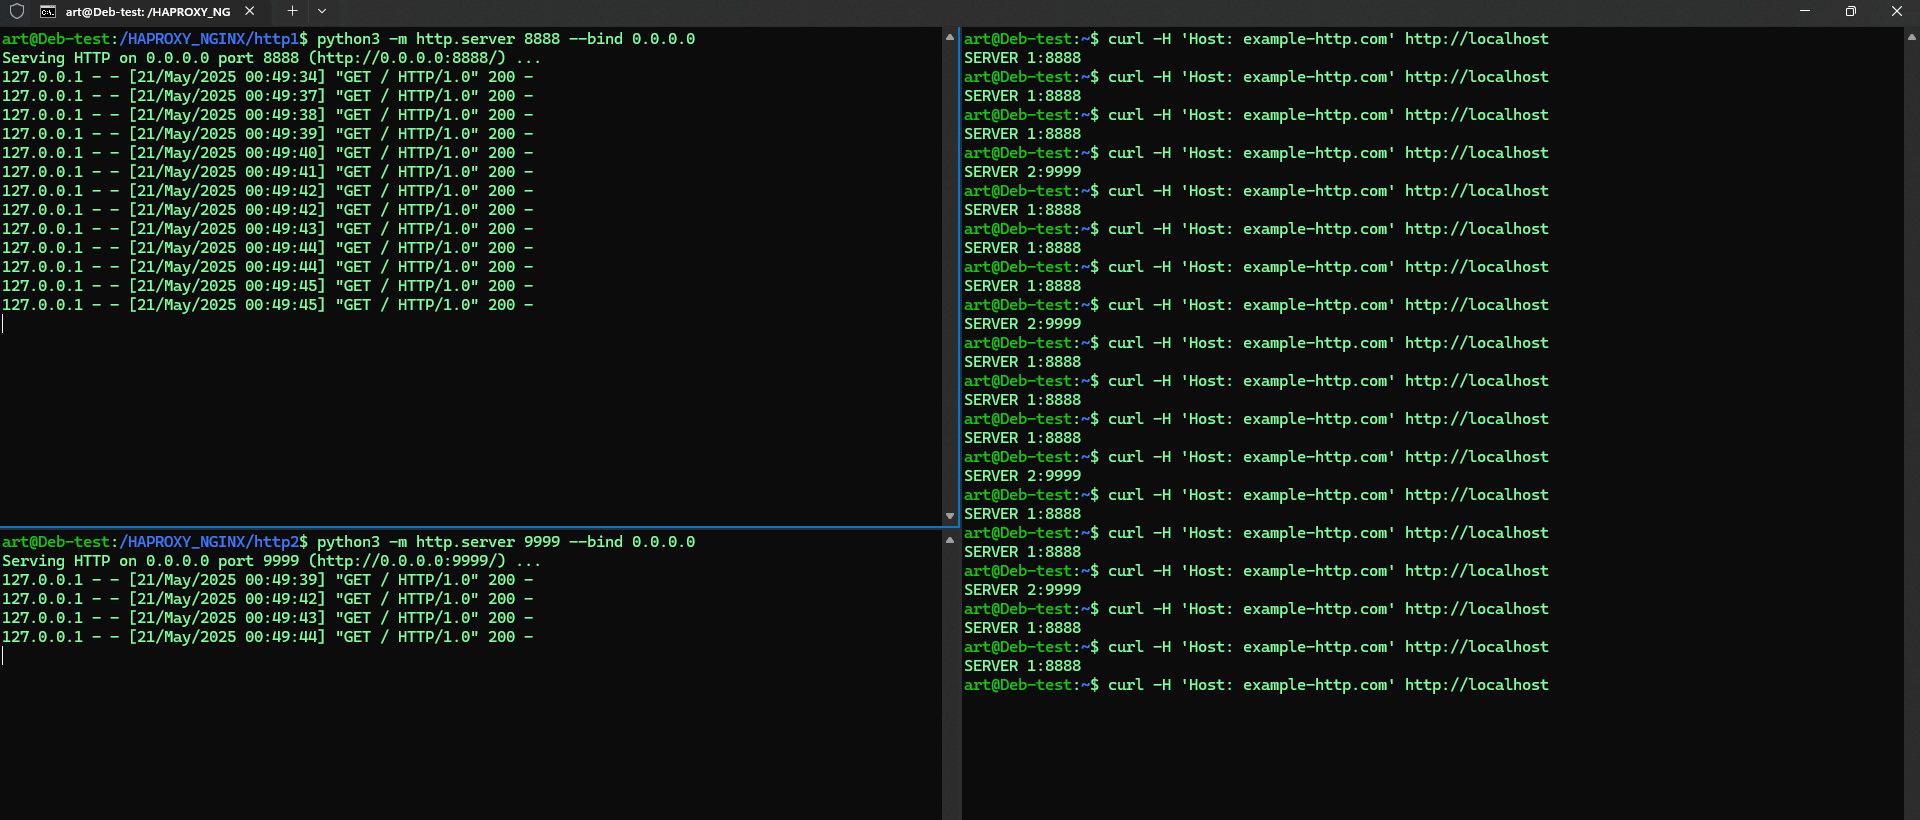 art@Deb-test: /HAPROXY_NG
art@Deb-test:/HAPROXY_NGINX/http1$ python3 -m http.server 8888 --bind 0.0.0.0
Serving HTTP on 0.0.0.0 port 8888 (http://0.0.0.0:8888/) ...
127.0.0.1 - - [21/May/2025 00:49:34] "GET / HTTP/1.0" 200 -
127.0.0.1 - - [21/May/2025 00:49:37] "GET / HTTP/1.0" 200 -
127.0.0.1 - - [21/May/2025 00:49:38] "GET / HTTP/1.0" 200 -
127.0.0.1 - - [21/May/2025 00:49:39] "GET / HTTP/1.0" 200 -
127.0.0.1 - - [21/May/2025 00:49:40] "GET / HTTP/1.0" 200 -
127.0.0.1 - - [21/May/2025 00:49:41] "GET / HTTP/1.0" 200 -
127.0.0.1 - - [21/May/2025 00:49:42] "GET / HTTP/1.0" 200 -
127.0.0.1 - - [21/May/2025 00:49:42] "GET / HTTP/1.0" 200 -
127.0.0.1 - - [21/May/2025 00:49:43] "GET / HTTP/1.0" 200 -
127.0.0.1 - - [21/May/2025 00:49:44] "GET / HTTP/1.0" 200 -
127.0.0.1 - - [21/May/2025 00:49:44] "GET / HTTP/1.0" 200 -
127.0.0.1 - - [21/May/2025 00:49:45] "GET / HTTP/1.0" 200 -
127.0.0.1 - - [21/May/2025 00:49:45] "GET / HTTP/1.0" 200 -
art@Deb-test:/HAPROXY_NGINX/http2$ python3 -m http.server 9999 --bind 0.0.0.0
Serving HTTP on 0.0.0.0 port 9999 (http://0.0.0.0:9999/) ...
127.0.0.1 - - [21/May/2025 00:49:39] "GET / HTTP/1.0" 200 -
127.0.0.1 - - [21/May/2025 00:49:42] "GET / HTTP/1.0" 200 -
127.0.0.1 - - [21/May/2025 00:49:43] "GET / HTTP/1.0" 200 -
127.0.0.1 - - [21/May/2025 00:49:44] "GET / HTTP/1.0" 200 -
art@Deb-test:~$ curl -H 'Host: example-http.com' http://localhost
SERVER 1:8888
art@Deb-test:~$ curl -H 'Host: example-http.com' http://localhost
SERVER 1:8888
art@Deb-test:~$ curl -H 'Host: example-http.com' http://localhost
SERVER 1:8888
art@Deb-test:~$ curl -H 'Host: example-http.com' http://localhost
SERVER 2:9999
art@Deb-test:~$ curl -H 'Host: example-http.com' http://localhost
SERVER 1:8888
art@Deb-test:~$ curl -H 'Host: example-http.com' http://localhost
SERVER 1:8888
art@Deb-test:~$ curl -H 'Host: example-http.com' http://localhost
SERVER 1:8888
art@Deb-test:~$ curl -H 'Host: example-http.com' http://localhost
SERVER 2:9999
art@Deb-test:~$ curl -H 'Host: example-http.com' http://localhost
SERVER 1:8888
art@Deb-test:~$ curl -H 'Host: example-http.com' http://localhost
SERVER 1:8888
art@Deb-test:~$ curl -H 'Host: example-http.com' http://localhost
SERVER 1:8888
art@Deb-test:~$ curl -H 'Host: example-http.com' http://localhost
SERVER 2:9999
art@Deb-test:~$ curl -H 'Host: example-http.com' http://localhost
SERVER 1:8888
art@Deb-test:~$ curl -H 'Host: example-http.com' http://localhost
SERVER 1:8888
art@Deb-test:~$ curl -H 'Host: example-http.com' http://localhost
SERVER 2:9999
art@Deb-test:~$ curl -H 'Host: example-http.com' http://localhost
SERVER 1:8888
art@Deb-test:~$ curl -H 'Host: example-http.com' http://localhost
SERVER 1:8888
art@Deb-test:~$ curl -H 'Host: example-http.com' http://localhost